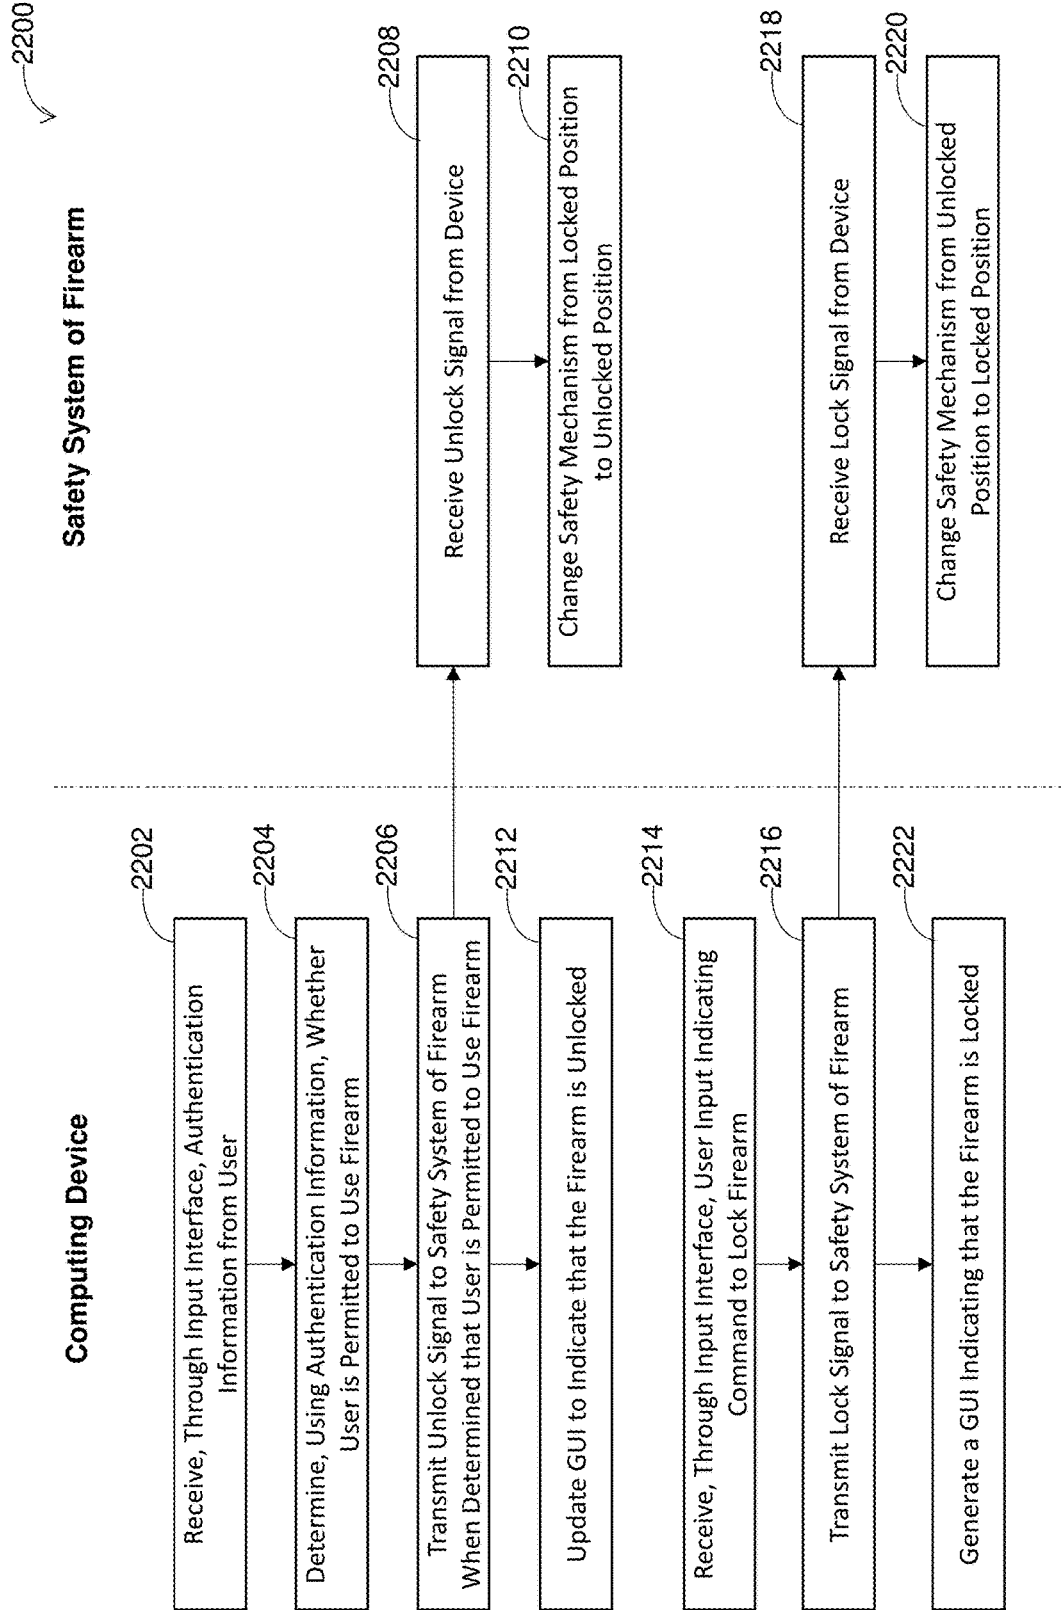 2200
Computing Device
Safety System of Firearm
2202
Receive, Through Input Interface, Authentication
Information from User
2204
Determine, Using Authentication Information, Whether
User is Permitted to Use Firearm
2206
Transmit Unlock Signal to Safety System of Firearm
When Determined that User is Permitted to Use Firearm
2208
Receive Unlock Signal from Device
2210
Change Safety Mechanism from Locked Position
to Unlocked Position
2212
Update GUI to Indicate that the Firearm is Unlocked
2214
Receive, Through Input Interface, User Input Indicating
Command to Lock Firearm
2216
Transmit Lock Signal to Safety System of Firearm
2218
Receive Lock Signal from Device
2220
Change Safety Mechanism from Unlocked
Position to Locked Position
2222
Generate a GUI Indicating that the Firearm is Locked